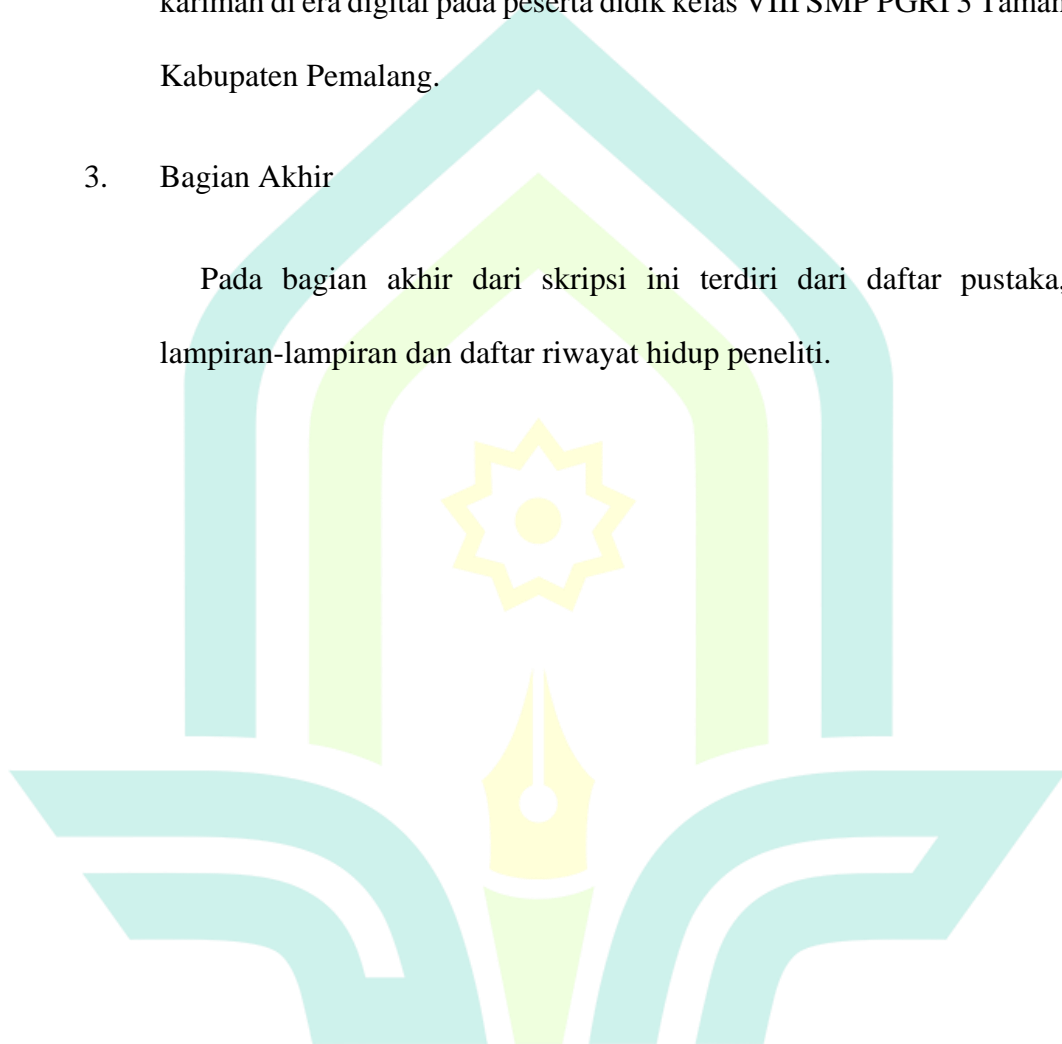 karimah di era digital pada peserta didik kelas VIII SMP PGRI 3 Taman
Kabupaten Pemalang.
3. Bagian Akhir
Pada bagian akhir dari skripsi ini terdiri dari daftar pustaka,
lampiran-lampiran dan daftar riwayat hidup peneliti.